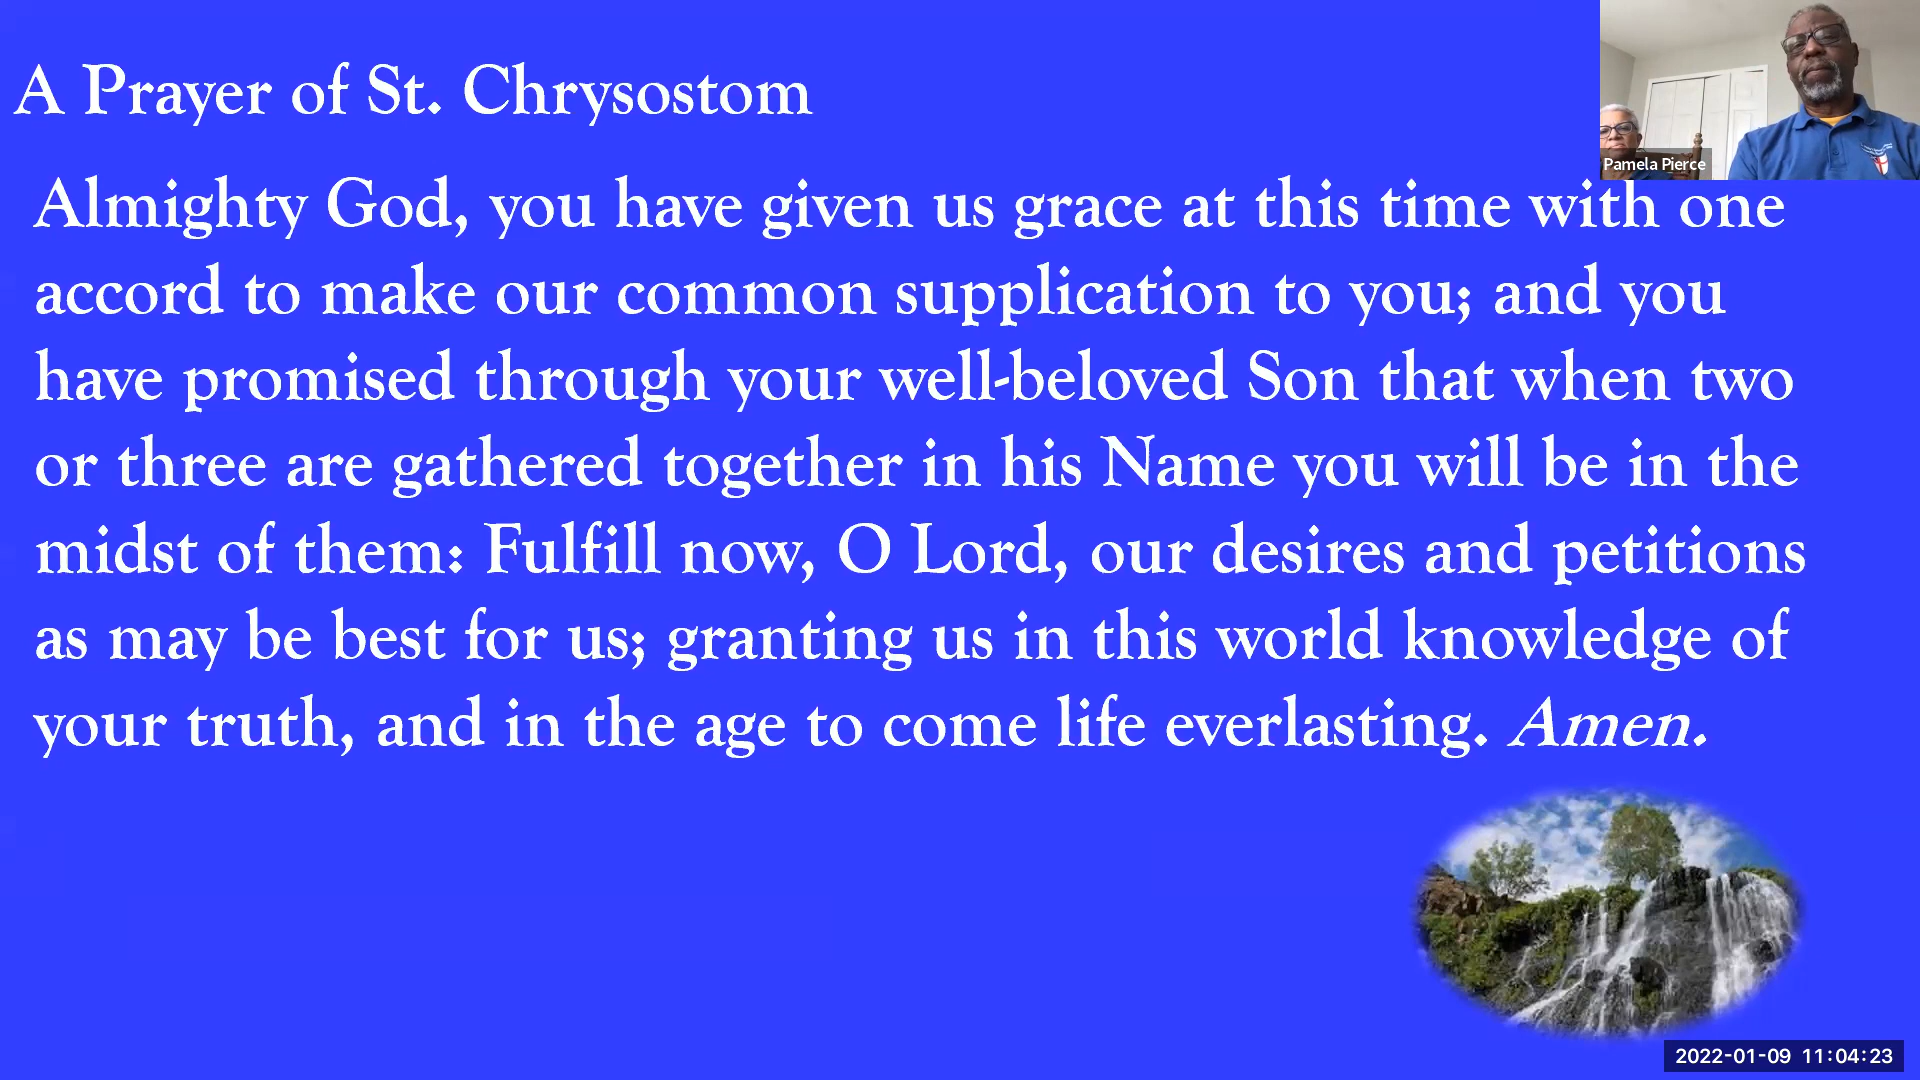 A Prayer of St. Chrysostom
Pamela Pierce
Almighty God, you have given us grace at this time with one
accord to make our common supplication to you; and you
have promised through your well-beloved Son that when two
or three are gathered together in his Name you will be in the
midst of them: Fulfill now, O Lord, our desires and petitions
as may be best for us; granting us in this world knowledge of
your truth, and in the age to come life everlasting. Amen.
2022-01-09 11:04:23